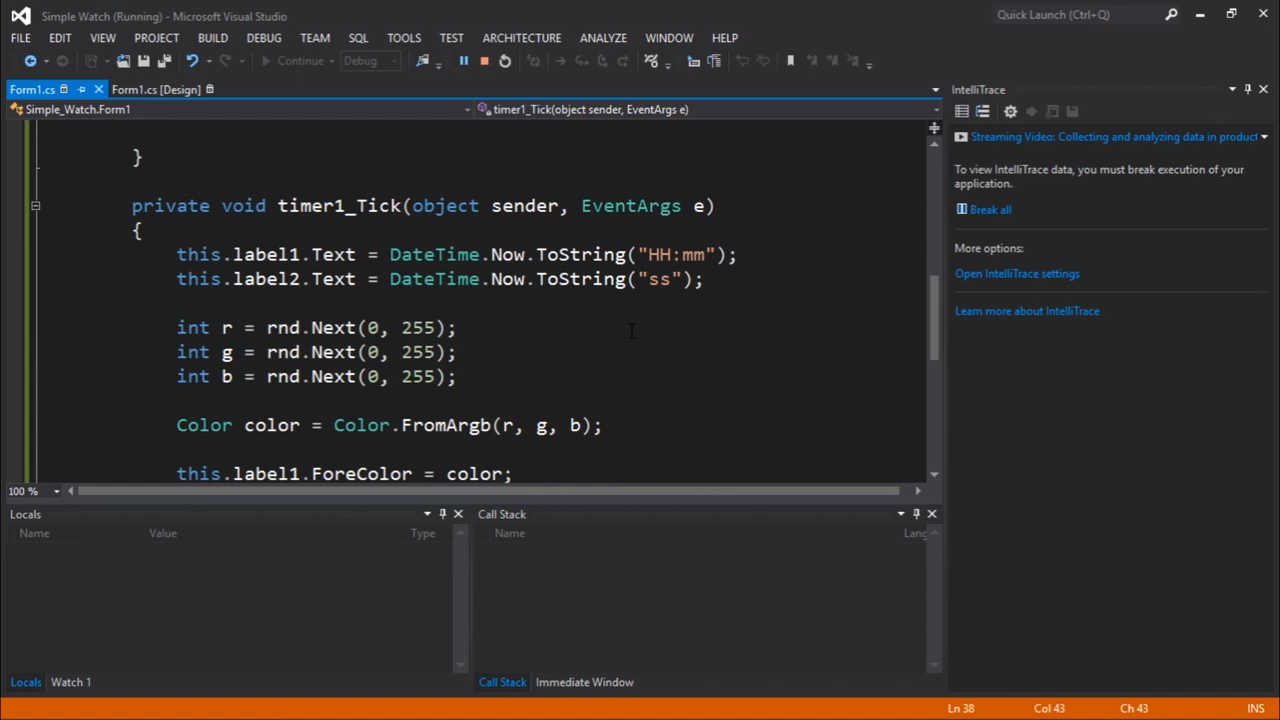 Simple Watch (Running) - Microsoft Visual Studio
Quick Launch (Ctrl+Q)
FILE EDIT VIEW PROJECT BUILD DEBUG TEAM SQL TOOLS TEST ARCHITECTURE ANALYZE WINDOW HELP
Continue Debug
Form1.cs Form1.cs [Design]
IntelliTrace
Simple_Watch.Form1 timer1_Tick(object sender, EventArgs e)
Streaming Video: Collecting and analyzing data in product
To view IntelliTrace data, you must break execution of your
application.
Break all
More options:
Open IntelliTrace settings
Learn more about IntelliTrace
}
private void timer1_Tick(object sender, EventArgs e)
{
this.label1.Text = DateTime.Now.ToString("HH:mm");
this.label2.Text = DateTime.Now.ToString("ss");
int r = rnd.Next(0, 255);
int g = rnd.Next(0, 255);
int b = rnd.Next(0, 255);
Color color = Color.FromArgb(r, g, b);
this.label1.ForeColor = color;
100 %
Locals
Name Value Type
Call Stack
Name Lang
Locals Watch 1
Call Stack Immediate Window
Ln 38 Col 43 Ch 43 INS